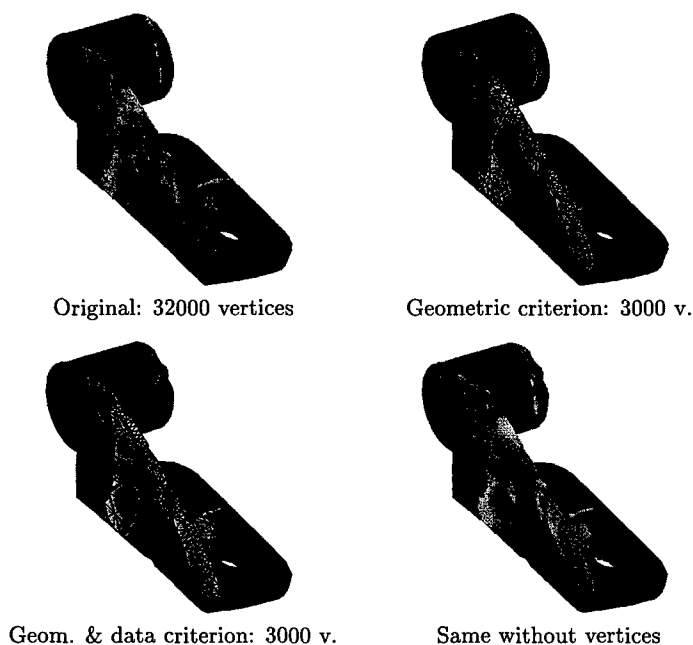 Original: 32000 vertices
Geometric criterion: 3000 v.
Geom. & data criterion: 3000 v.
Same without vertices